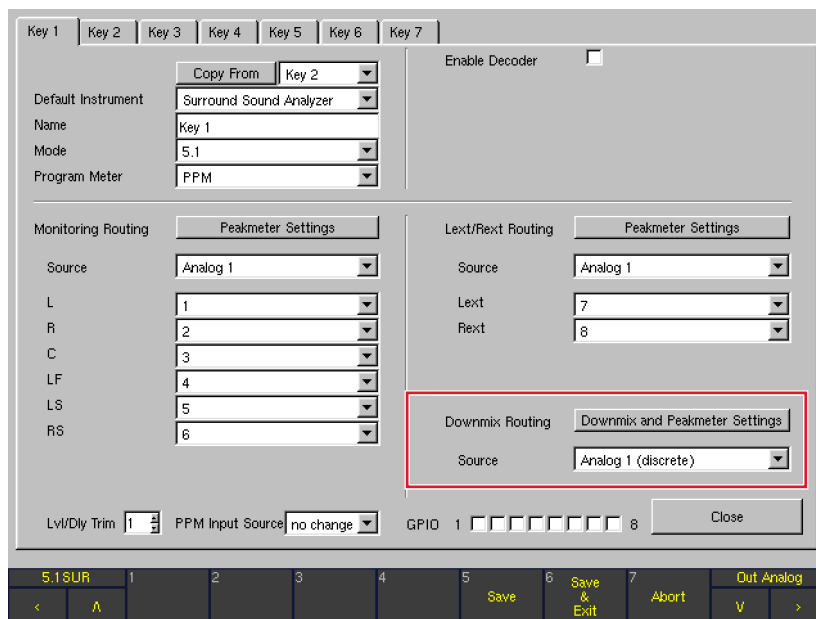 Key 1 Key 2 Key 3 Key 4 Key 5 Key 6 Key 7
Copy From Key 2
Default Instrument Surround Sound Analyzer
Name Key 1
Mode 5.1
Program Meter PPM
Enable Decoder
Monitoring Routing Peakmeter Settings
Source Analog 1
L 1
R 2
C 3
LF 4
LS 5
RS 6
Lext/Rext Routing Peakmeter Settings
Source Analog 1
Lext 7
Rext 8
Downmix Routing Downmix and Peakmeter Settings
Source Analog 1 (discrete)
Lvl/Dly Trim 1 PPM Input Source no change GPIO 1 8 Close
5.1SUR 1 2 3 4 5 Save 6 Save & Exit 7 Abort Out Analog
< Λ V >